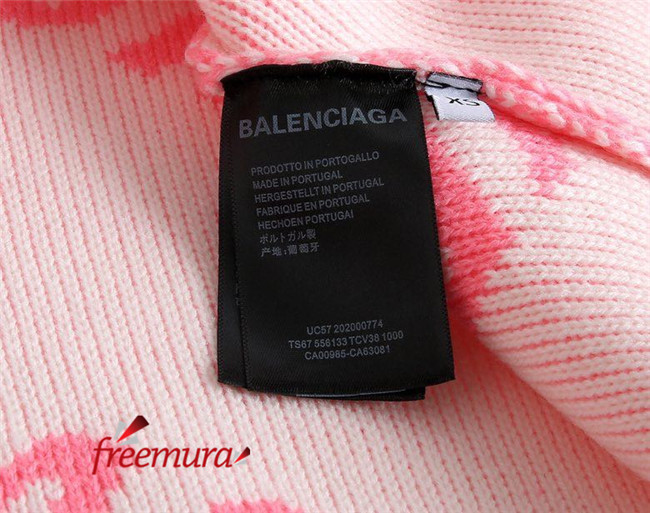 BALENCIAGA
XS
PRODOTTO IN PORTOGALLO
MADE IN PORTUGAL
HERGESTELLT IN PORTUGAL
FABRIQUE EN PORTUGAL
HECHOEN PORTUGAI
ポルトガル製
产地:葡萄牙
UC57 202000774
TS67 556133 TCV38 1000
CA00985-CA63081
freemura